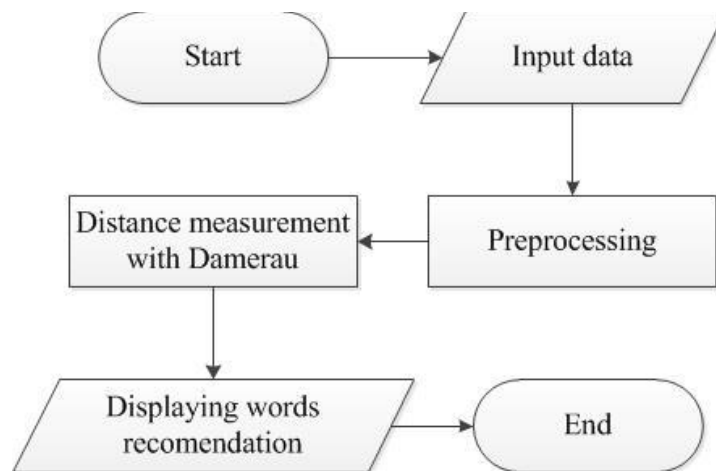 Start
Input data
Preprocessing
Distance measurement
with Damerau
Displaying words
recomendation
End